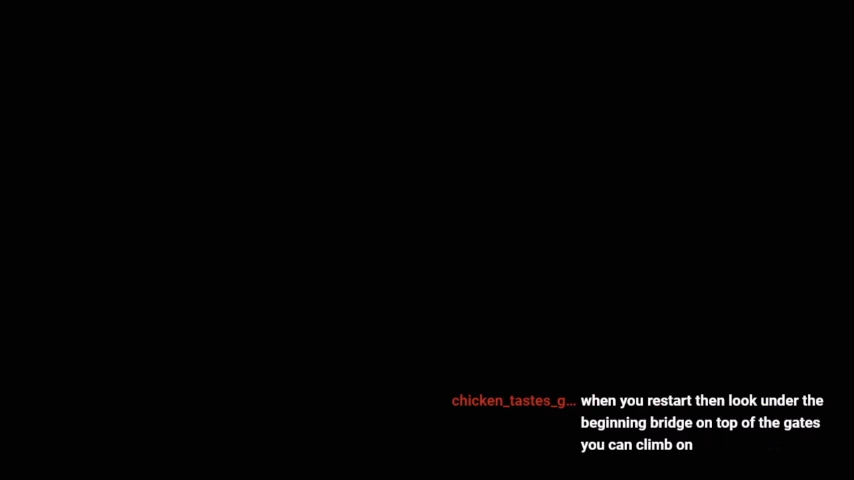 chicken_tastes_g... when you restart then look under the
beginning bridge on top of the gates
you can climb on